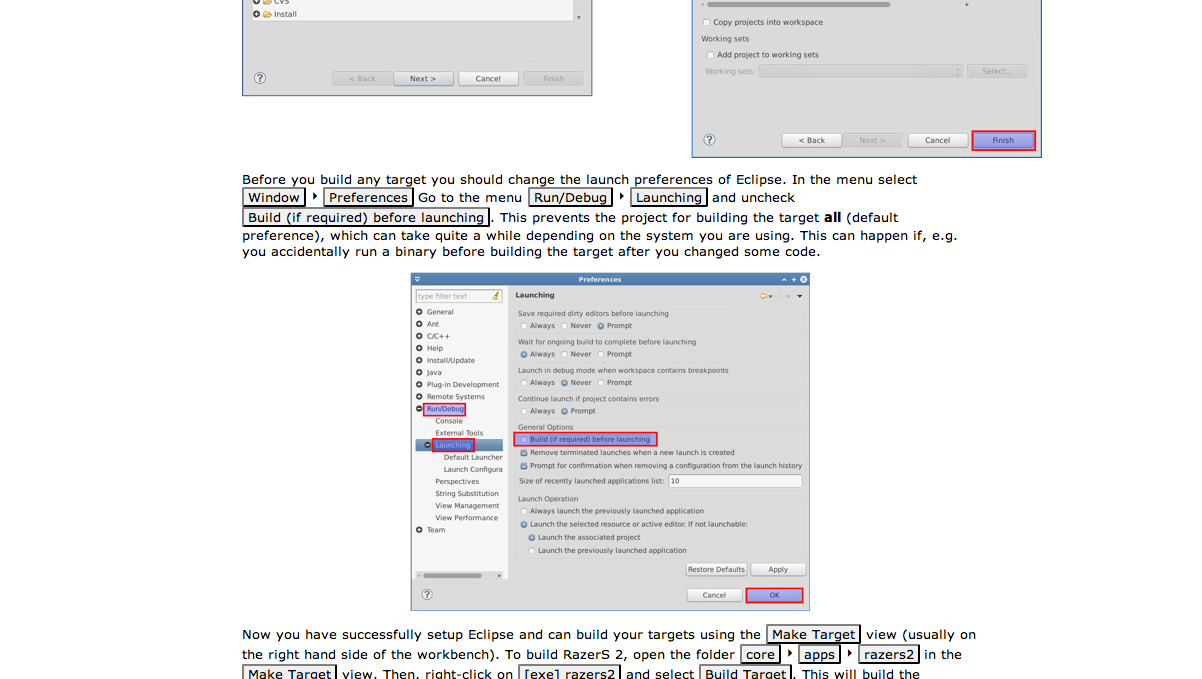 CVS
Install
< Back Next > Cancel Finish
Copy projects into workspace
Working sets
Add project to working sets
Working sets: Select...
< Back Next > Cancel Finish
Before you build any target you should change the launch preferences of Eclipse. In the menu select
Window Preferences Go to the menu Run/Debug Launching and uncheck
Build (if required) before launching. This prevents the project for building the target all (default
preference), which can take quite a while depending on the system you are using. This can happen if, e.g.
you accidentally run a binary before building the target after you changed some code.
Preferences
type filter text
General
Ant
C/C++
Help
Install/Update
Java
Plug-in Development
Remote Systems
Run/Debug
Console
External Tools
Launching
Default Launcher
Launch Configura
Perspectives
String Substitution
View Management
View Performance
Team
Launching
Save required dirty editors before launching
Always Never Prompt
Wait for ongoing build to complete before launching
Always Never Prompt
Launch in debug mode when workspace contains breakpoints
Always Never Prompt
Continue launch if project contains errors
Always Prompt
General Options
Build (if required) before launching
Remove terminated launches when a new launch is created
Prompt for confirmation when removing a configuration from the launch history
Size of recently launched applications list: 10
Launch Operation
Always launch the previously launched application
Launch the selected resource or active editor. If not launchable:
Launch the associated project
Launch the previously launched application
Restore Defaults Apply
Cancel OK
Now you have successfully setup Eclipse and can build your targets using the Make Target view (usually on
the right hand side of the workbench). To build RazerS 2, open the folder core apps razers2 in the
Make Target view. Then, right-click on [exe] razers2 and select Build Target. This will build the